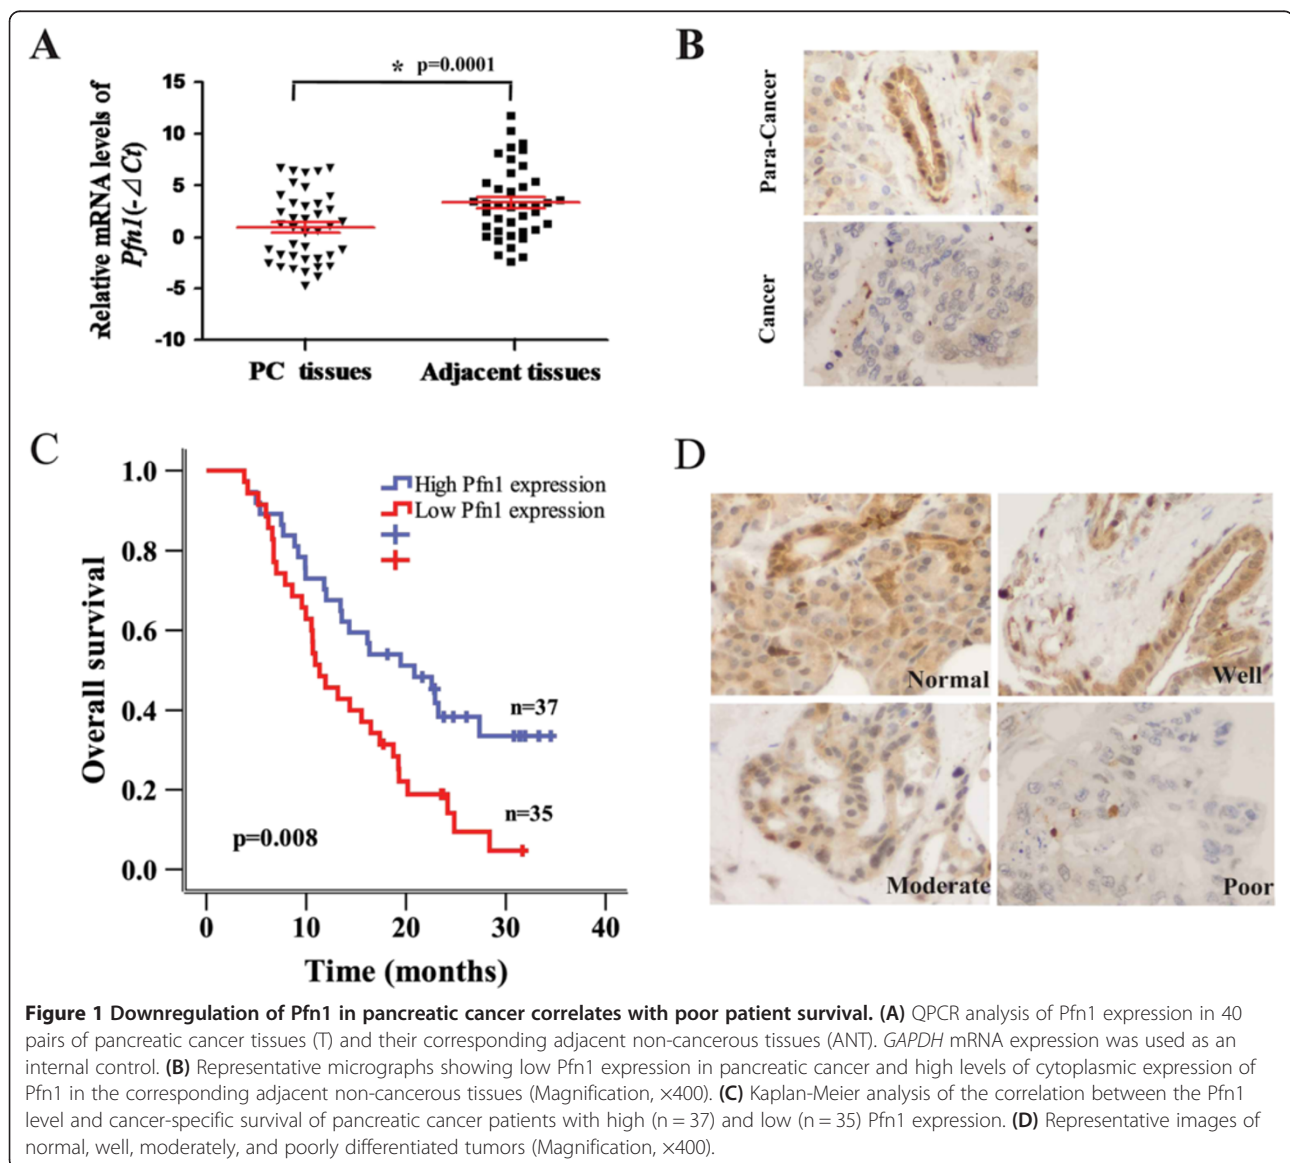 A
Relative mRNA levels of
Pfn1(-⊿Ct)
* p=0.0001
15
10
5
0
-5
-10
PC tissues
Adjacent tissues
B
Para-Cancer
Cancer
C
Overall survival
1.0
0.8
0.6
0.4
0.2
0.0
High Pfn1 expression
Low Pfn1 expression
n=37
n=35
p=0.008
0 10 20 30 40
Time (months)
D
Normal
Well
Moderate
Poor
Figure 1 Downregulation of Pfn1 in pancreatic cancer correlates with poor patient survival. (A) QPCR analysis of Pfn1 expression in 40
pairs of pancreatic cancer tissues (T) and their corresponding adjacent non-cancerous tissues (ANT). GAPDH mRNA expression was used as an
internal control. (B) Representative micrographs showing low Pfn1 expression in pancreatic cancer and high levels of cytoplasmic expression of
Pfn1 in the corresponding adjacent non-cancerous tissues (Magnification, ×400). (C) Kaplan-Meier analysis of the correlation between the Pfn1
level and cancer-specific survival of pancreatic cancer patients with high (n = 37) and low (n = 35) Pfn1 expression. (D) Representative images of
normal, well, moderately, and poorly differentiated tumors (Magnification, ×400).